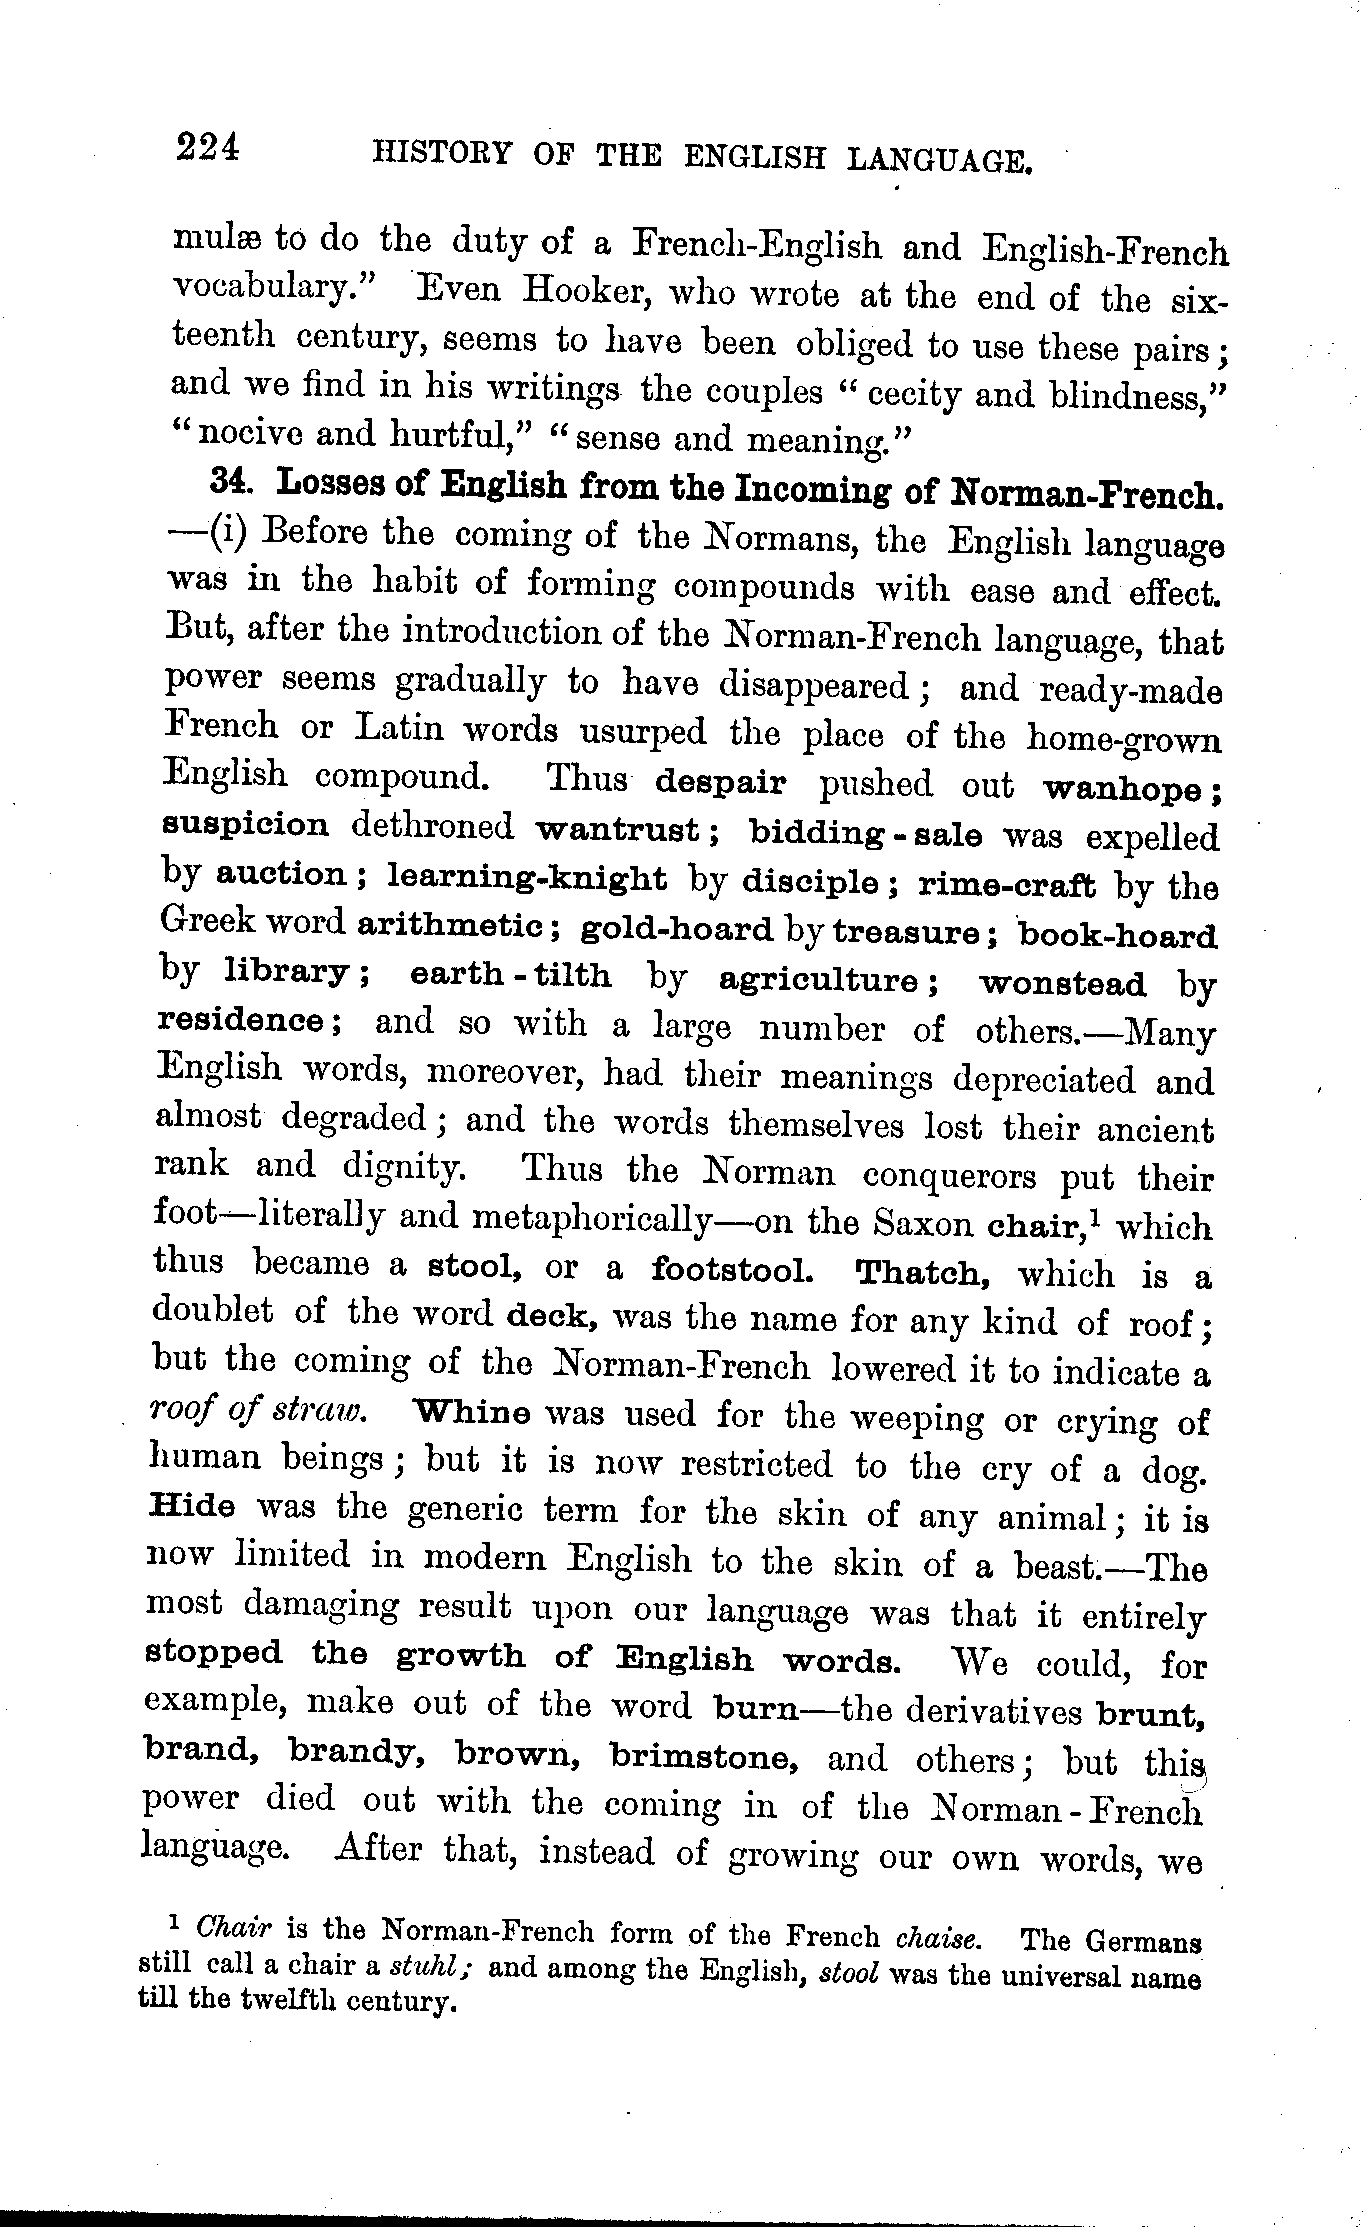 224 HISTORY OF THE ENGLISH LANGUAGE.
mulæ to do the duty of a French-English and English-French
vocabulary.” Even Hooker, who wrote at the end of the six-
teenth century, seems to have been obliged to use these pairs;
and we find in his writings the couples “cecity and blindness,”
“nocive and hurtful,” “sense and meaning.”
34. Losses of English from the Incoming of Norman-French.
—(i) Before the coming of the Normans, the English language
was in the habit of forming compounds with ease and effect.
But, after the introduction of the Norman-French language, that
power seems gradually to have disappeared; and ready-made
French or Latin words usurped the place of the home-grown
English compound. Thus despair pushed out wanhope;
suspicion dethroned wantrust; bidding-sale was expelled
by auction; learning-knight by disciple; rime-craft by the
Greek word arithmetic; gold-hoard by treasure; book-hoard
by library; earth-tilth by agriculture; wonstead by
residence; and so with a large number of others.—Many
English words, moreover, had their meanings depreciated and
almost degraded; and the words themselves lost their ancient
rank and dignity. Thus the Norman conquerors put their
foot—literally and metaphorically—on the Saxon chair,¹ which
thus became a stool, or a footstool. Thatch, which is a
doublet of the word deck, was the name for any kind of roof;
but the coming of the Norman-French lowered it to indicate a
roof of straw. Whine was used for the weeping or crying of
human beings; but it is now restricted to the cry of a dog.
Hide was the generic term for the skin of any animal; it is
now limited in modern English to the skin of a beast.—The
most damaging result upon our language was that it entirely
stopped the growth of English words. We could, for
example, make out of the word burn—the derivatives brunt,
brand, brandy, brown, brimstone, and others; but this
power died out with the coming in of the Norman-French
language. After that, instead of growing our own words, we
¹ Chair is the Norman-French form of the French chaise. The Germans
still call a chair a stuhl; and among the English, stool was the universal name
till the twelfth century.